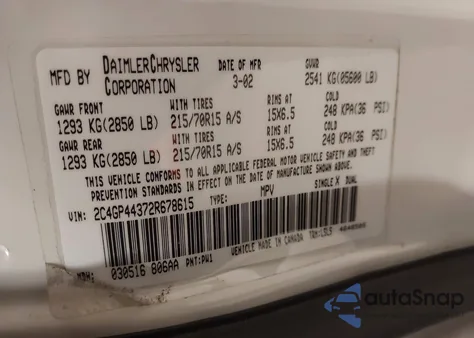 MFD BY DAIMLERCHRYSLER CORPORATION DATE OF MFR 3-02 GVWR 2541 KG(05600 LB)
GAWR FRONT WITH TIRES RIMS AT COLD
1293 KG(2850 LB) 215/70R15 A/S 15X6.5 248 KPA(36 PSI)
GAWR REAR WITH TIRES RIMS AT COLD
1293 KG(2850 LB) 215/70R15 A/S 15X6.5 248 KPA(36 PSI)
THIS VEHICLE CONFORMS TO ALL APPLICABLE FEDERAL MOTOR VEHICLE SAFETY, BUMPER, AND THEFT
PREVENTION STANDARDS IN EFFECT ON THE DATE OF MANUFACTURE SHOWN ABOVE.
VIN: 2C4GP44372R678615 TYPE: MPV SINGLE X DUAL
VEHICLE MADE IN CANADA
MDH: 030516 806AA PNT:PW1
autoSnap